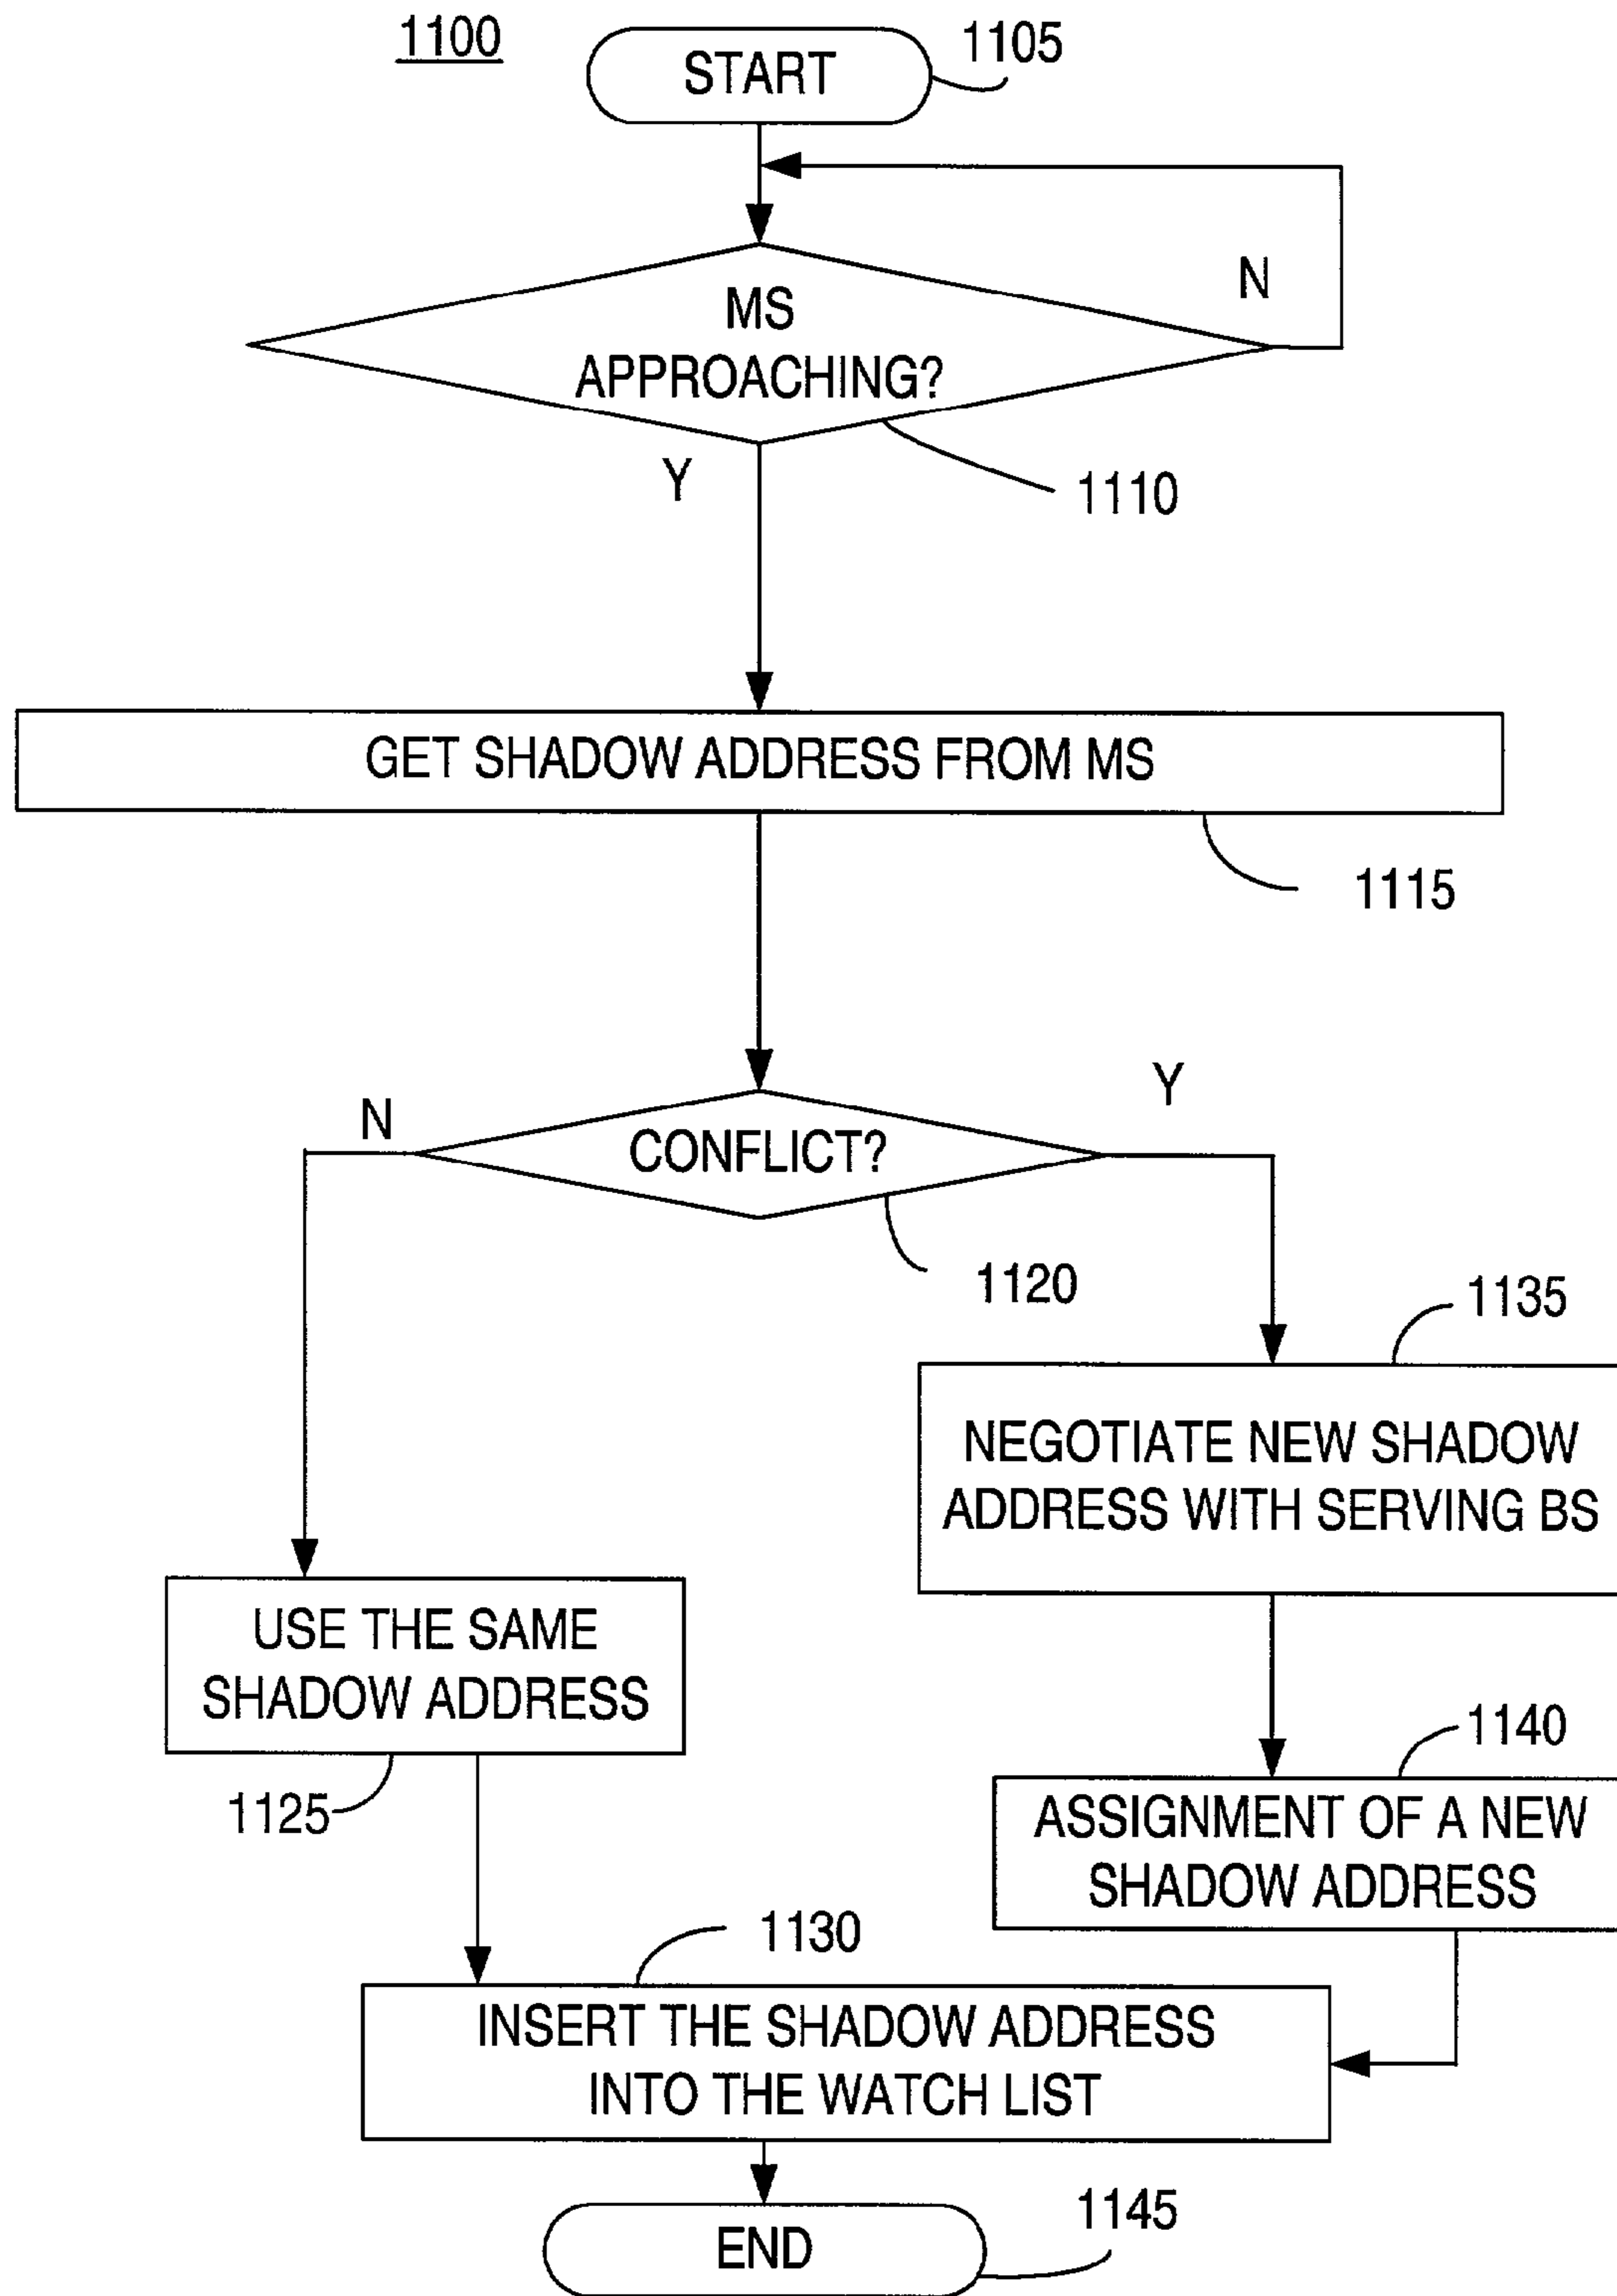 1100
START
1105
MS
APPROACHING?
N
Y
1110
GET SHADOW ADDRESS FROM MS
1115
N
CONFLICT?
Y
1120
1135
NEGOTIATE NEW SHADOW
ADDRESS WITH SERVING BS
USE THE SAME
SHADOW ADDRESS
1125
1140
ASSIGNMENT OF A NEW
SHADOW ADDRESS
1130
INSERT THE SHADOW ADDRESS
INTO THE WATCH LIST
END
1145